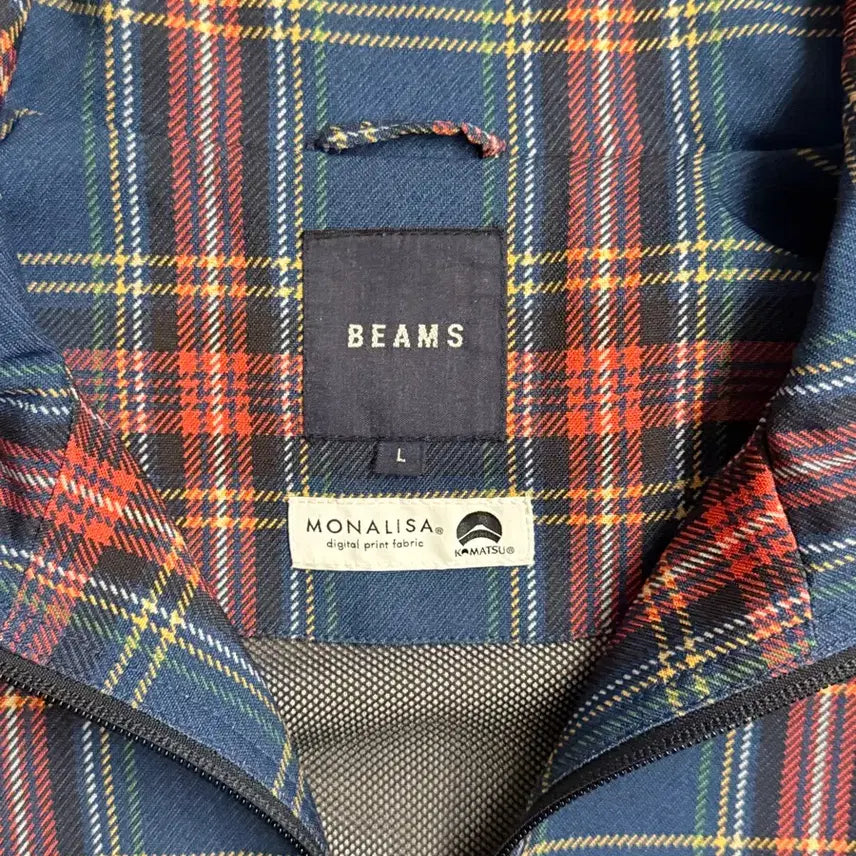 BEAMS
L
MONALISA®
digital print fabric
KOMATSU®